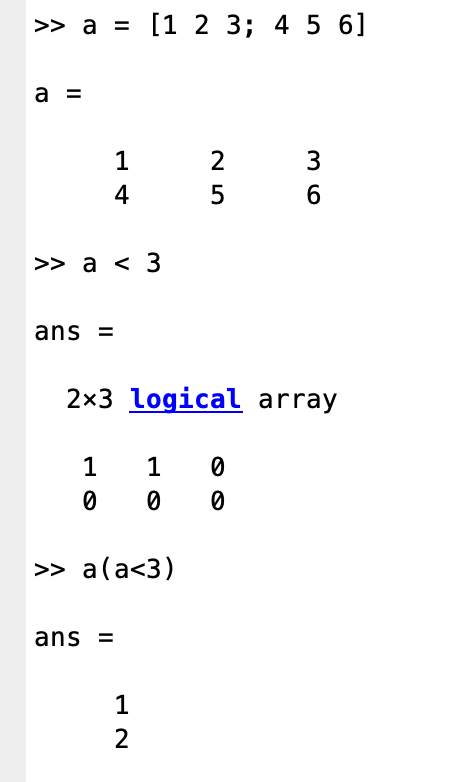 >> a = [1 2 3; 4 5 6]
a =
1 2 3
4 5 6
>> a < 3
ans =
2×3 logical array
1 1 0
0 0 0
>> a(a<3)
ans =
1
2